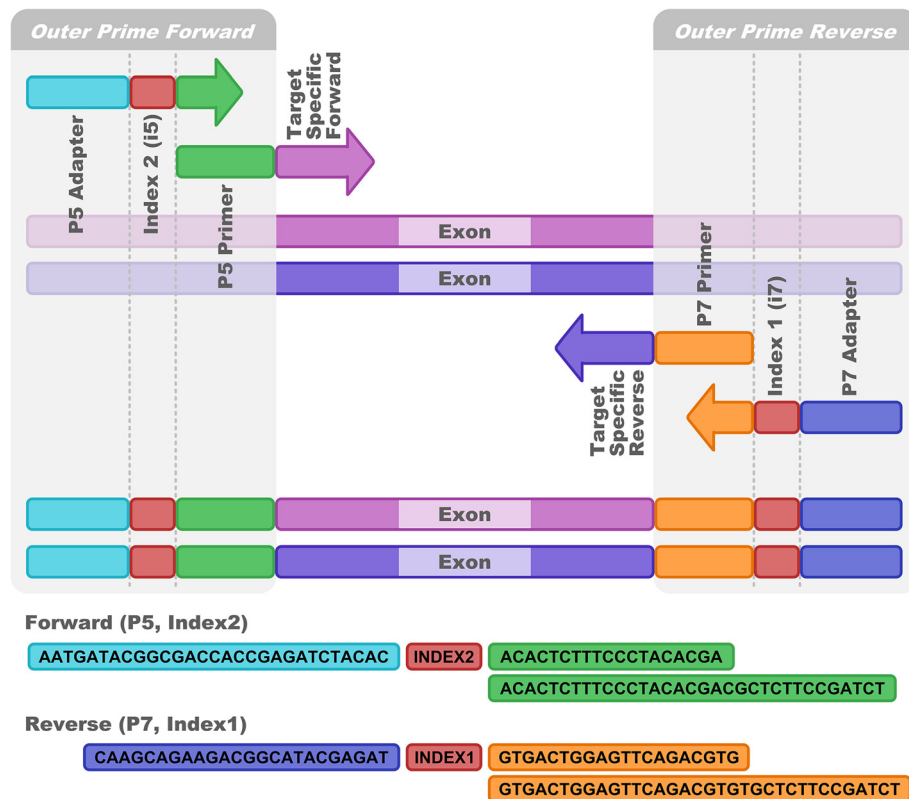 Outer Prime Forward
Outer Prime Reverse
P5 Adapter
Index 2 (i5)
P5 Primer
Target
Specific
Forward
Exon
Exon
P7 Primer
Index 1 (i7)
P7 Adapter
Target
Specific
Reverse
Exon
Exon
Forward (P5, Index2)
AATGATACGGCGACCACCGAGATCTACAC INDEX2 ACACTCTTTCCCTACACGA
ACACTCTTTCCCTACACGACGCTCTTCCGATCT
Reverse (P7, Index1)
CAAGCAGAAGACGGCATACGAGAT INDEX1 GTGACTGGAGTTCAGACGTG
GTGACTGGAGTTCAGACGTGTGCTCTTCCGATCT